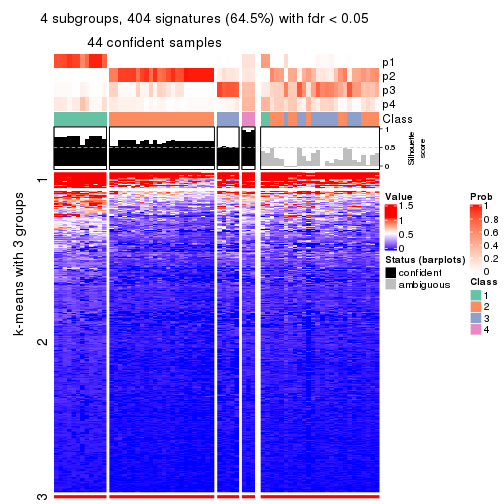 4 subgroups, 404 signatures (64.5%) with fdr < 0.05
44 confident samples
p1
p2
p3
p4
Class
1
0.5
0
Silhouette
score
k-means with 3 groups
1
2
3
Value
1.5
1
0.5
0
Status (barplots)
confident
ambiguous
Prob
1
0.8
0.6
0.4
0.2
0
Class
1
2
3
4